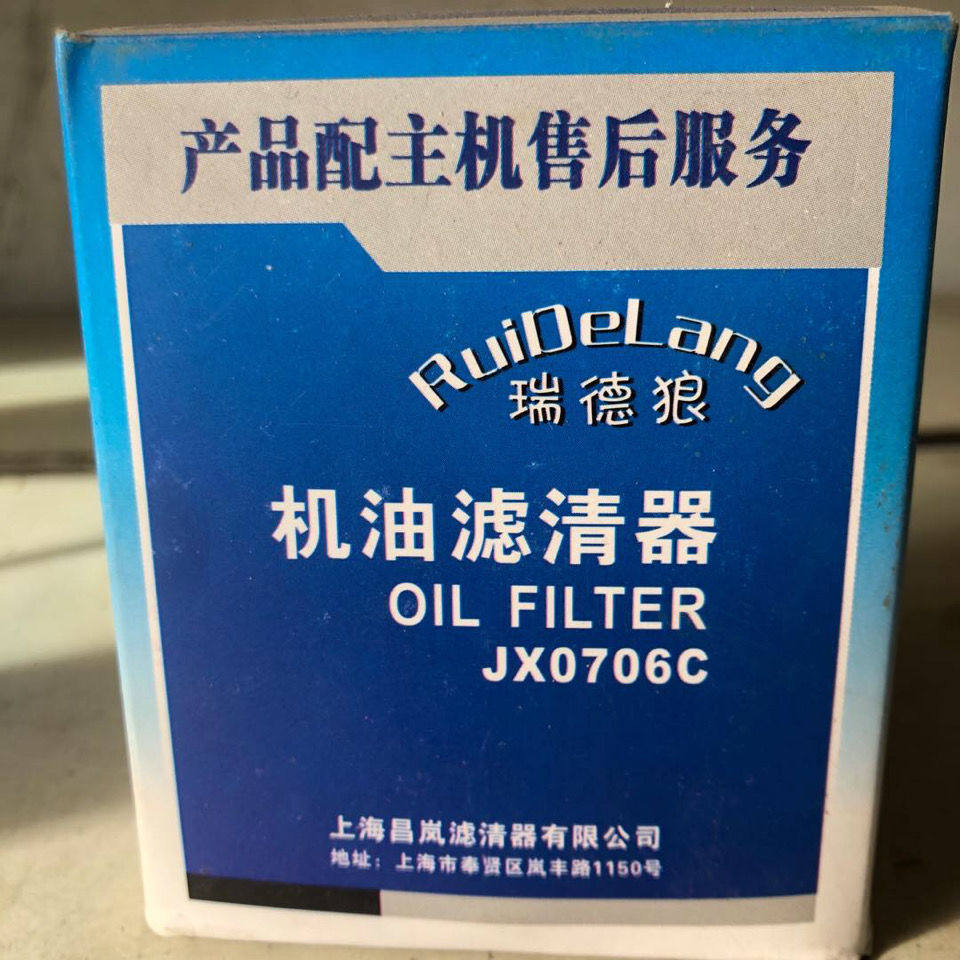 产品配主机售后服务
RuiDeLang
瑞德狼
机油滤清器
OIL FILTER
JX0706C
上海昌岚滤清器有限公司
地址：上海市奉贤区岚丰路1150号